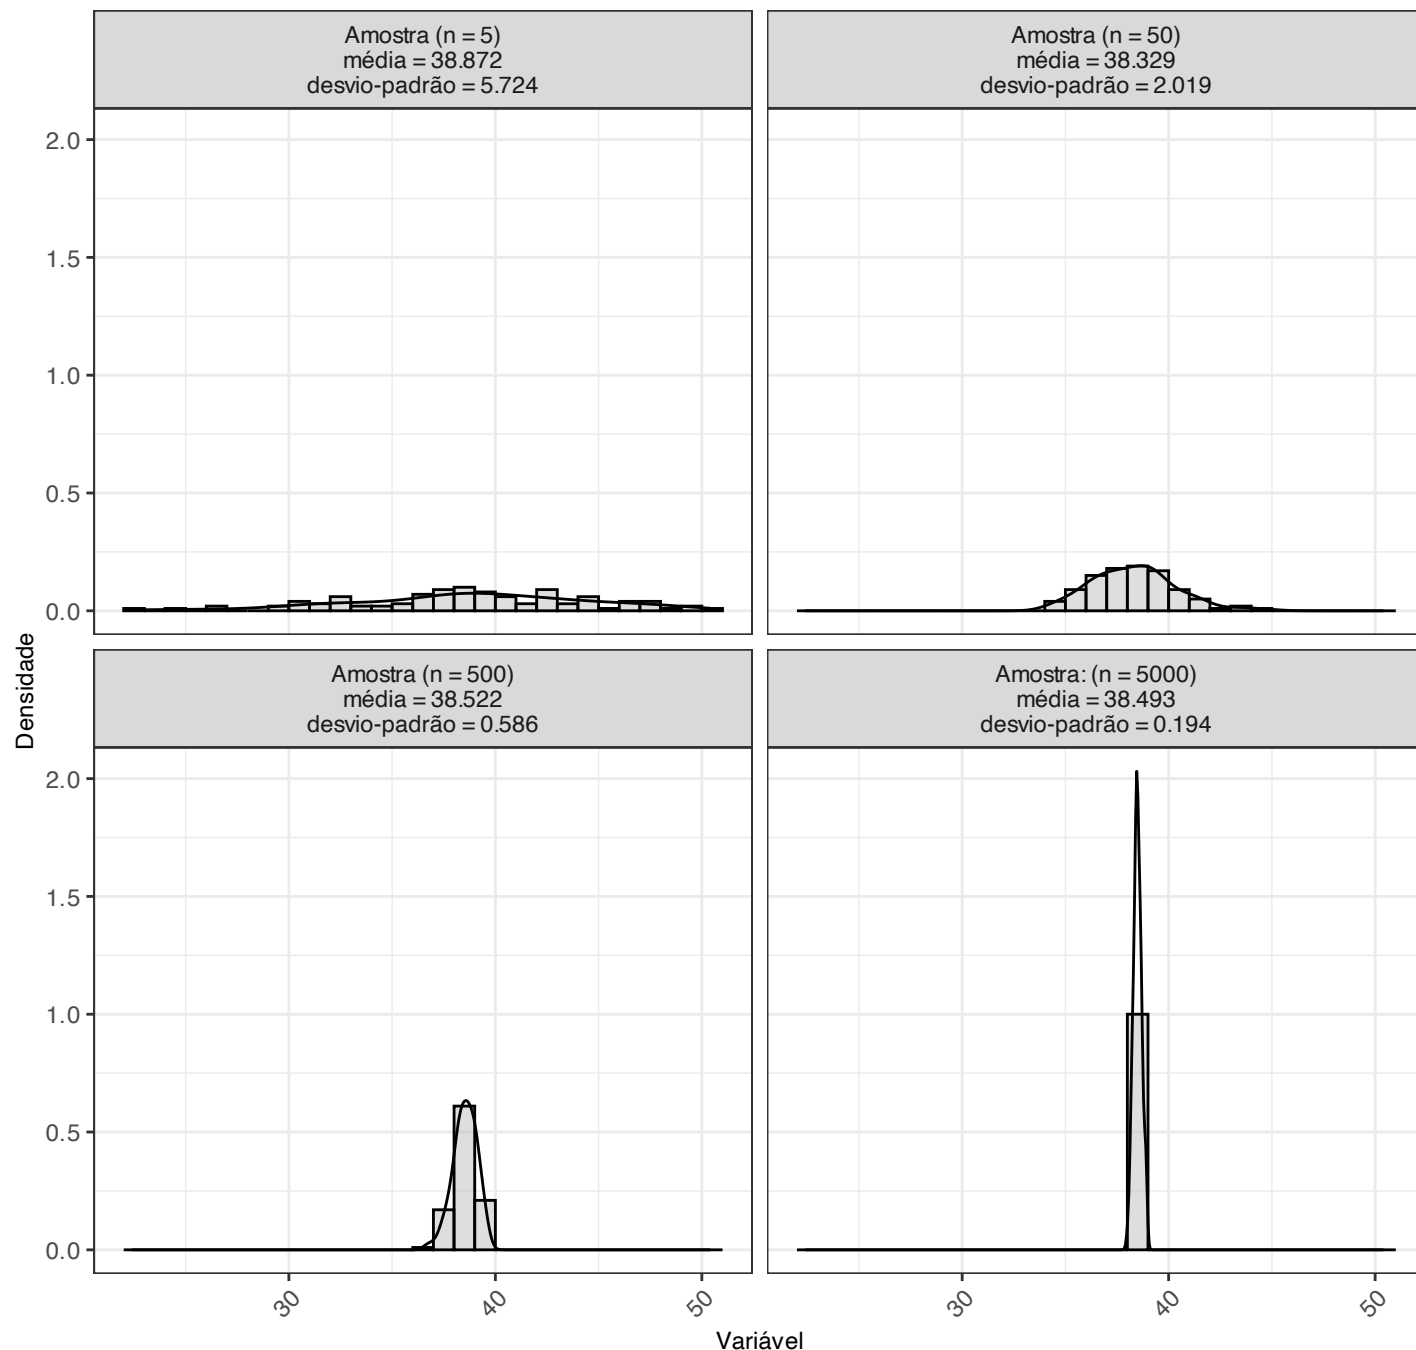 Amostra (n = 5)
média = 38.872
desvio-padrão = 5.724
Amostra (n = 50)
média = 38.329
desvio-padrão = 2.019
2.0
1.5
1.0
0.5
0.0
Densidade
Amostra (n = 500)
média = 38.522
desvio-padrão = 0.586
Amostra: (n = 5000)
média = 38.493
desvio-padrão = 0.194
2.0
1.5
1.0
0.5
0.0
30 40 50 30 40 50
Variável